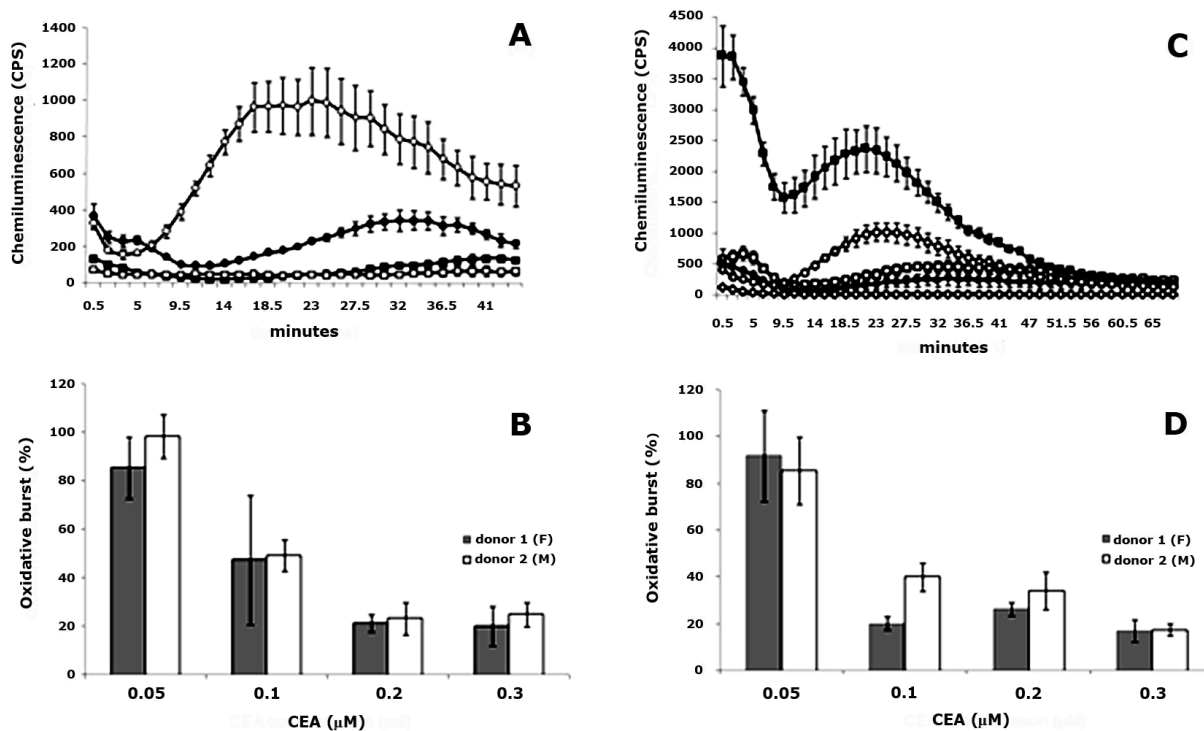 A
Chemiluminescence (CPS)
1400
1200
1000
800
600
400
200
0
0.5 5 9.5 14 18.5 23 27.5 32 36.5 41
minutes
C
Chemiluminescence (CPS)
4500
4000
3500
3000
2500
2000
1500
1000
500
0
0.5 5 9.5 14 18.5 23 27.5 32 36.5 41 47 51.5 56 60.5 65
minutes
B
Oxidative burst (%)
120
100
80
60
40
20
0
donor 1 (F)
donor 2 (M)
0.05 0.1 0.2 0.3
CEA (μM)
D
Oxidative burst (%)
120
100
80
60
40
20
0
donor 1 (F)
donor 2 (M)
0.05 0.1 0.2 0.3
CEA (μM)